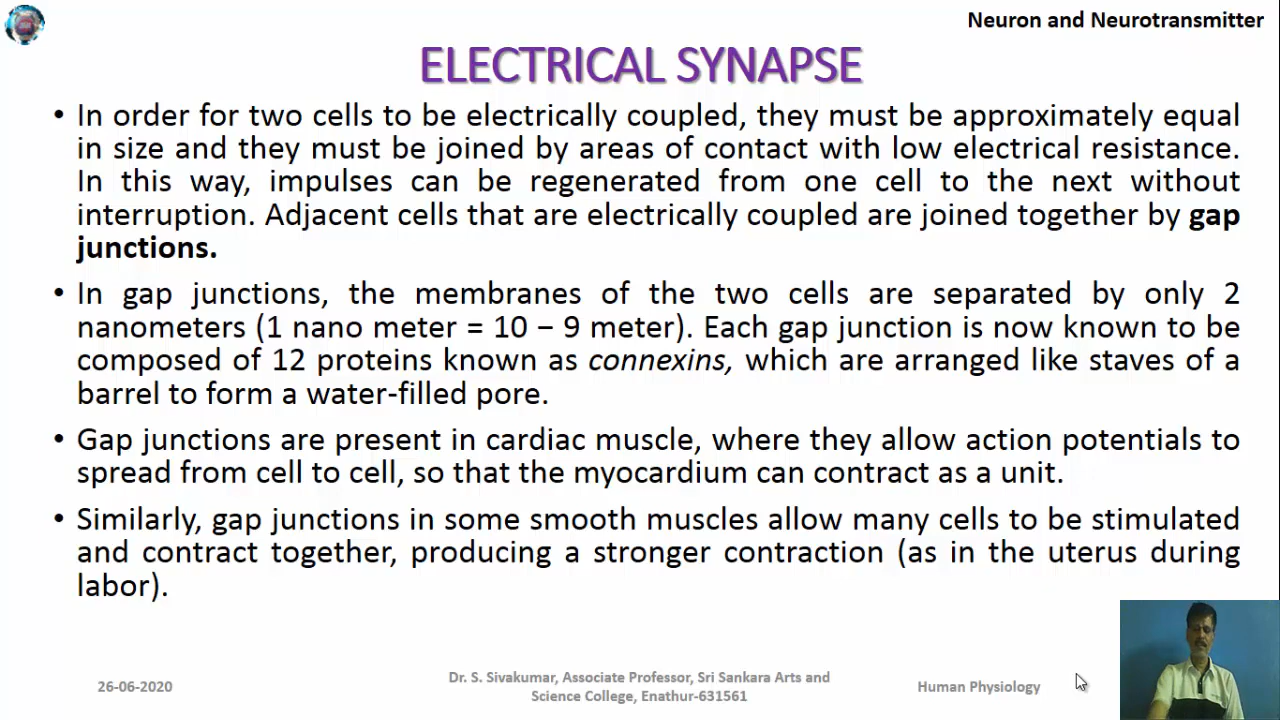 Neuron and Neurotransmitter
ELECTRICAL SYNAPSE
• In order for two cells to be electrically coupled, they must be approximately equal
in size and they must be joined by areas of contact with low electrical resistance.
In this way, impulses can be regenerated from one cell to the next without
interruption. Adjacent cells that are electrically coupled are joined together by gap
junctions.
• In gap junctions, the membranes of the two cells are separated by only 2
nanometers (1 nano meter = 10 − 9 meter). Each gap junction is now known to be
composed of 12 proteins known as connexins, which are arranged like staves of a
barrel to form a water-filled pore.
• Gap junctions are present in cardiac muscle, where they allow action potentials to
spread from cell to cell, so that the myocardium can contract as a unit.
• Similarly, gap junctions in some smooth muscles allow many cells to be stimulated
and contract together, producing a stronger contraction (as in the uterus during
labor).
26-06-2020
Dr. S. Sivakumar, Associate Professor, Sri Sankara Arts and
Science College, Enathur-631561
Human Physiology